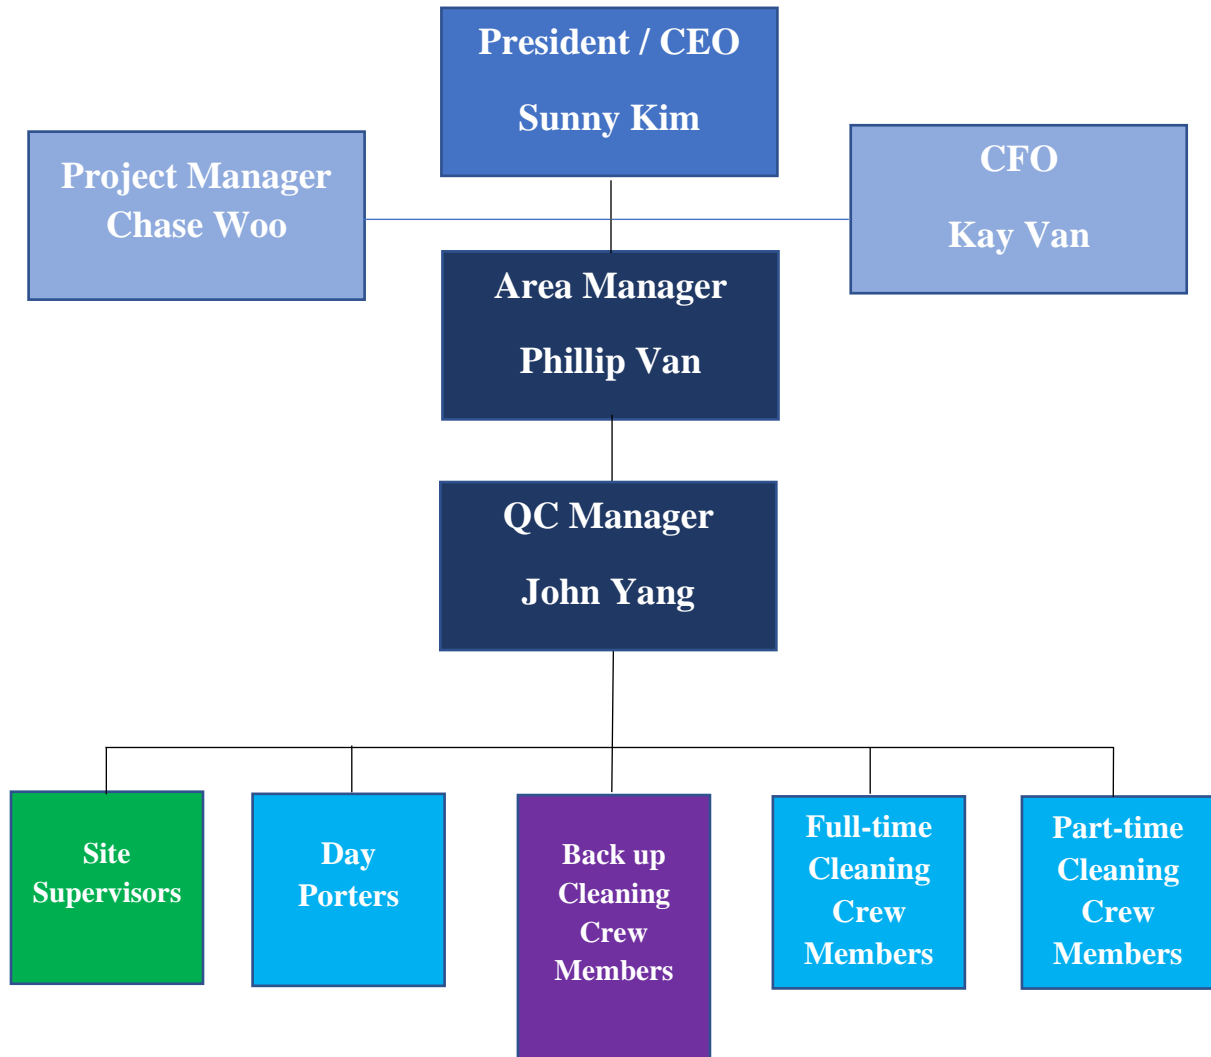 President / CEO
Sunny Kim
Project Manager
Chase Woo
CFO
Kay Van
Area Manager
Phillip Van
QC Manager
John Yang
Site
Supervisors
Day
Porters
Back up
Cleaning
Crew
Members
Full-time
Cleaning
Crew
Members
Part-time
Cleaning
Crew
Members